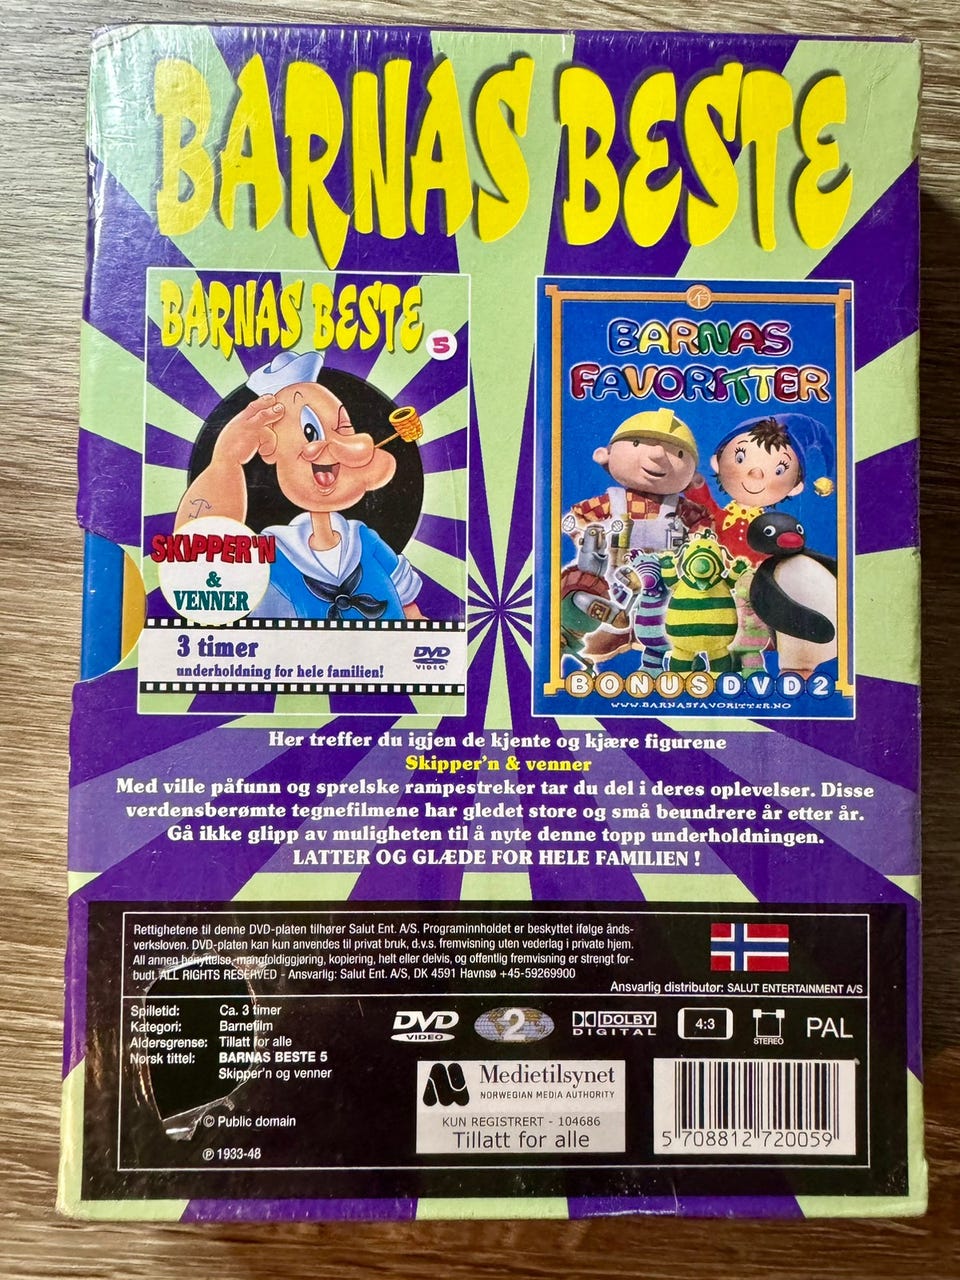 BARNAS BESTE
BARNAS BESTE 5
SKIPPER'N
&
VENNER
3 timer
underholdning for hele familien!
DVD
VIDEO
SF
BARNAS
FAVORITTER
BONUS DVD 2
WWW.BARNASFAVORITTER.NO
Her treffer du igjen de kjente og kjære figurene
Skipper'n & venner
Med ville påfunn og sprelske rampestreker tar du del i deres oplevelser. Disse
verdensberømte tegnefilmene har gledet store og små beundrere år etter år.
Gå ikke glipp av muligheten til å nyte denne topp underholdningen.
LATTER OG GLÆDE FOR HELE FAMILIEN !
Rettighetene til denne DVD-platen tilhører Salut Ent. A/S. Programinnholdet er beskyttet ifølge ånds-
verksloven. DVD-platen kan kun anvendes til privat bruk, d.v.s. fremvisning uten vederlag i private hjem.
All annen benyttelse, mangfoldiggjøring, kopiering, helt eller delvis, og offentlig fremvisning er strengt for-
budt. ALL RIGHTS RESERVED - Ansvarlig: Salut Ent. A/S, DK 4591 Havnsø +45-59269900
Ansvarlig distributør: SALUT ENTERTAINMENT A/S
Spilletid: Ca. 3 timer
Kategori: Barnefilm
Aldersgrense: Tillatt for alle
Norsk tittel: BARNAS BESTE 5
Skipper'n og venner
© Public domain
℗ 1933-48
DVD
VIDEO
2
DOLBY
DIGITAL
4:3
STEREO
PAL
Medietilsynet
NORWEGIAN MEDIA AUTHORITY
KUN REGISTRERT - 104686
Tillatt for alle
5 708812 720059